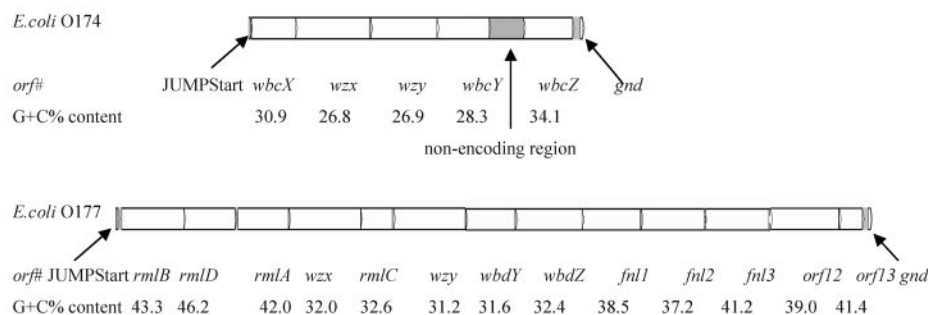 E.coli O174
JUMPStart
gnd
orf# wbcX wzx wzy wbcY wbcZ
G+C% content 30.9 26.8 26.9 28.3 34.1
non-encoding region
E.coli O177
orf# JUMPStart rmlB rmlD rmlA wzx rmlC wzy wbdY wbdZ fnl1 fnl2 fnl3 orf12 orf13 gnd
G+C% content 43.3 46.2 42.0 32.0 32.6 31.2 31.6 32.4 38.5 37.2 41.2 39.0 41.4